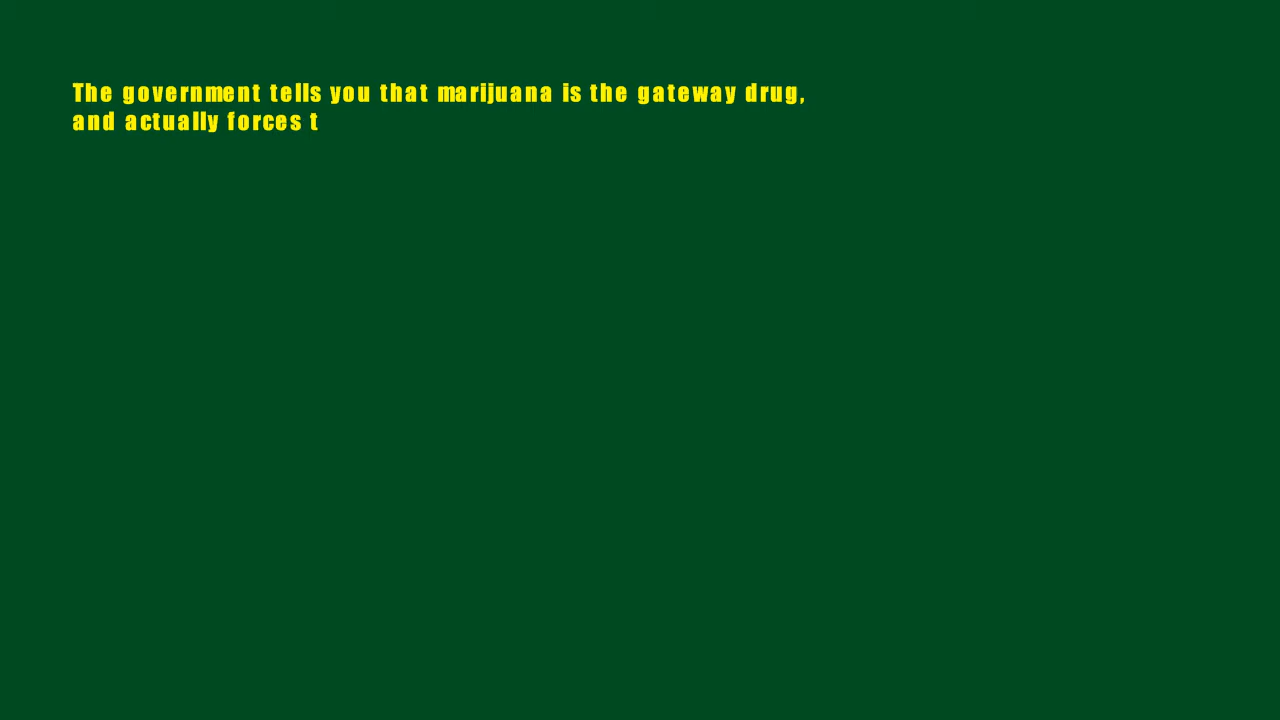 The government tells you that marijuana is the gateway drug,
and actually forces t